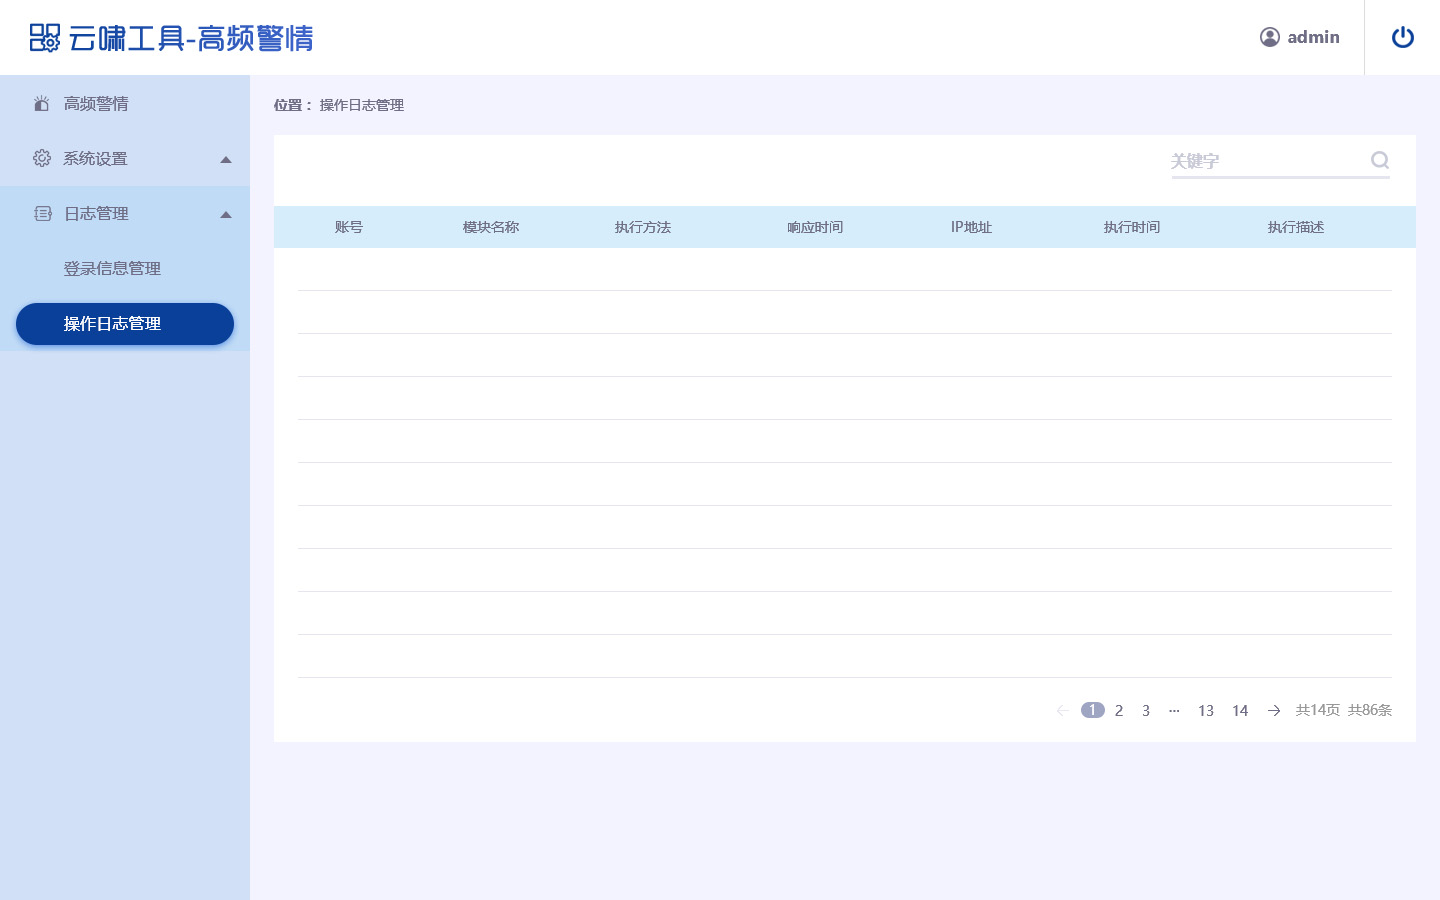 云啸工具-高频警情
admin
高频警情
系统设置
日志管理
登录信息管理
操作日志管理
位置： 操作日志管理
关键字
账号 模块名称 执行方法 响应时间 IP地址 执行时间 执行描述
1 2 3 ··· 13 14 共14页 共86条